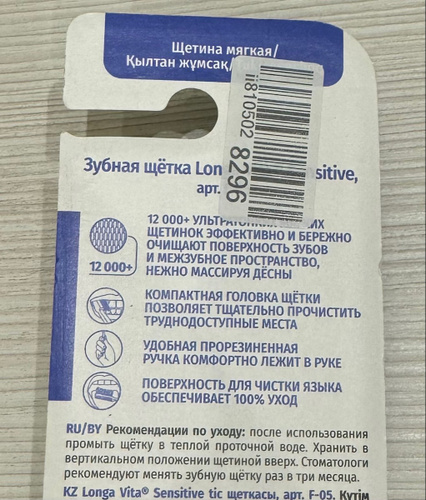 Щетина мягкая/
Қылтан жұмсақ/
ii810502
8296
Зубная щётка Lon sitive,
арт.
12 000+ УЛЬТРАТОНКИХ
ЩЕТИНОК ЭФФЕКТИВНО И БЕРЕЖНО
ОЧИЩАЮТ ПОВЕРХНОСТЬ ЗУБОВ
И МЕЖЗУБНОЕ ПРОСТРАНСТВО,
НЕЖНО МАССИРУЯ ДЁСНЫ
12 000+
КОМПАКТНАЯ ГОЛОВКА ЩЁТКИ
ПОЗВОЛЯЕТ ТЩАТЕЛЬНО ПРОЧИСТИТЬ
ТРУДНОДОСТУПНЫЕ МЕСТА
УДОБНАЯ ПРОРЕЗИНЕННАЯ
РУЧКА КОМФОРТНО ЛЕЖИТ В РУКЕ
ПОВЕРХНОСТЬ ДЛЯ ЧИСТКИ ЯЗЫКА
ОБЕСПЕЧИВАЕТ 100% УХОД
RU/BY Рекомендации по уходу: после использования
промыть щётку в теплой проточной воде. Хранить в
вертикальном положении щетиной вверх. Стоматологи
рекомендуют менять зубную щётку раз в три месяца.
KZ Longa Vita® Sensitive тіс щеткасы, арт. F-05. Күтім